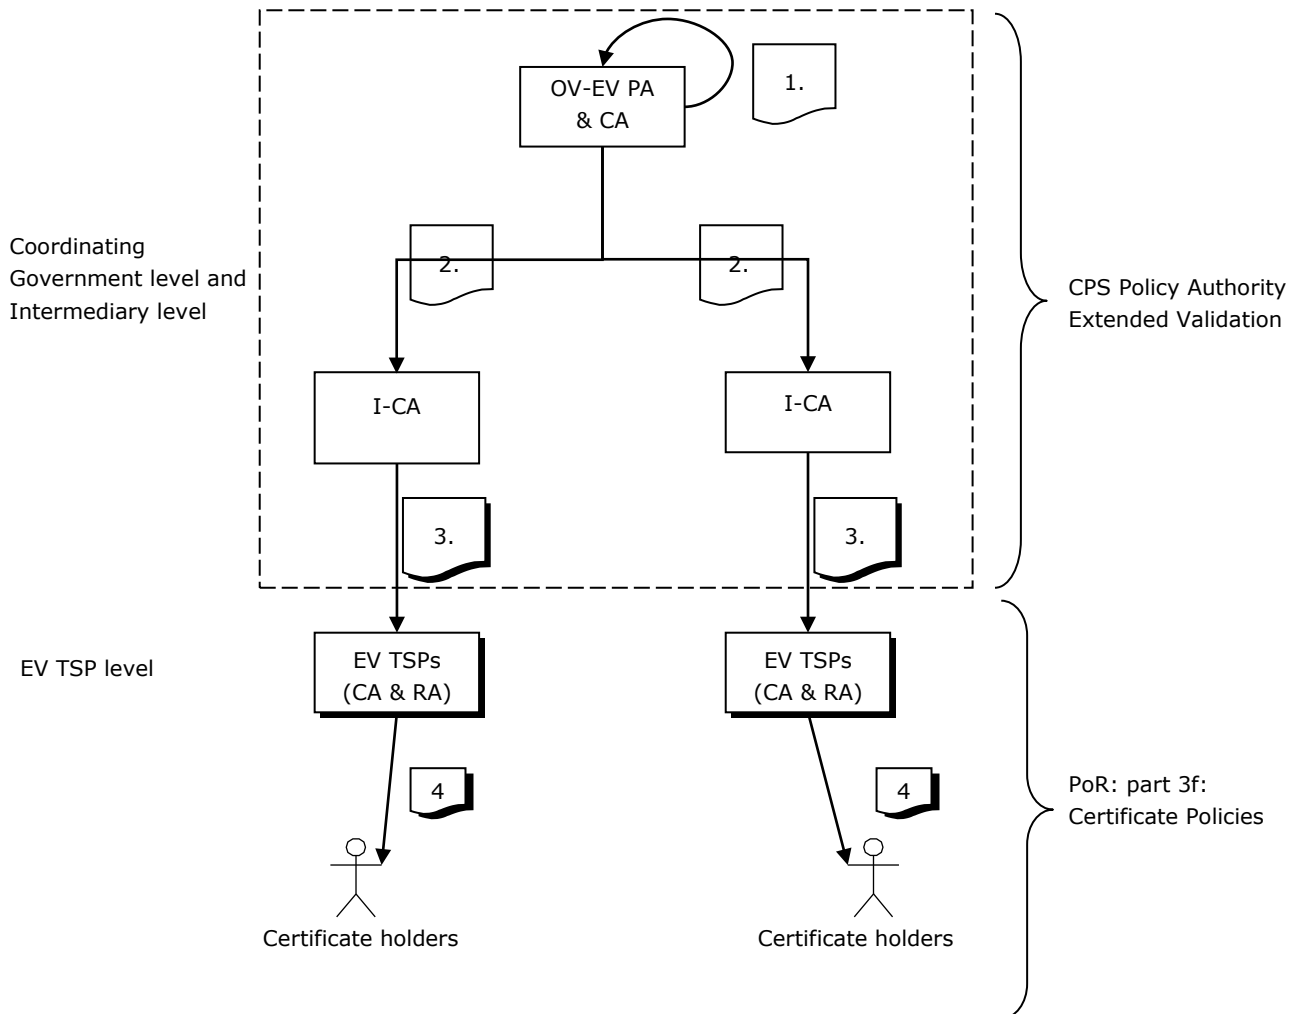 OV-EV PA
& CA
1.
Coordinating
Government level and
Intermediary level
2.
2.
CPS Policy Authority
Extended Validation
I-CA
I-CA
3.
3.
EV TSP level
EV TSPs
(CA & RA)
EV TSPs
(CA & RA)
4
4
PoR: part 3f:
Certificate Policies
Certificate holders
Certificate holders